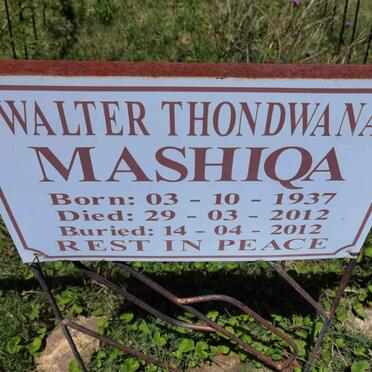 WALTER THONDWANA
MASHIQA
Born: 03 - 10 - 1937
Died: 29 - 03 - 2012
Buried: 14 - 04 - 2012
REST IN PEACE